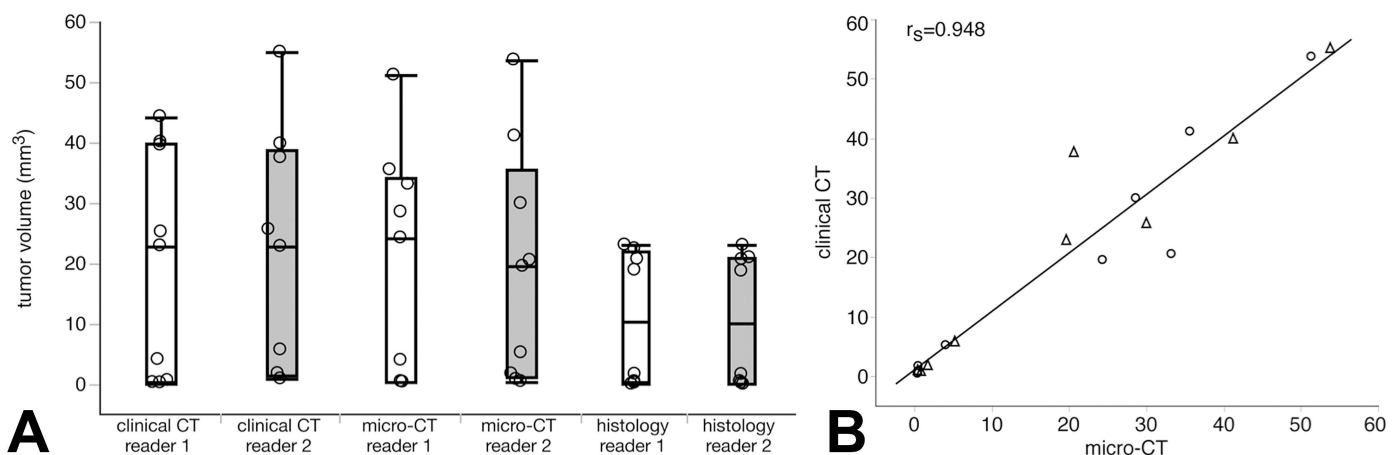 60
50
40
30
20
10
0
tumor volume (mm³)
clinical CT
reader 1
clinical CT
reader 2
micro-CT
reader 1
micro-CT
reader 2
histology
reader 1
histology
reader 2
A
rs=0.948
60
50
40
30
20
10
0
clinical CT
0 10 20 30 40 50 60
micro-CT
B